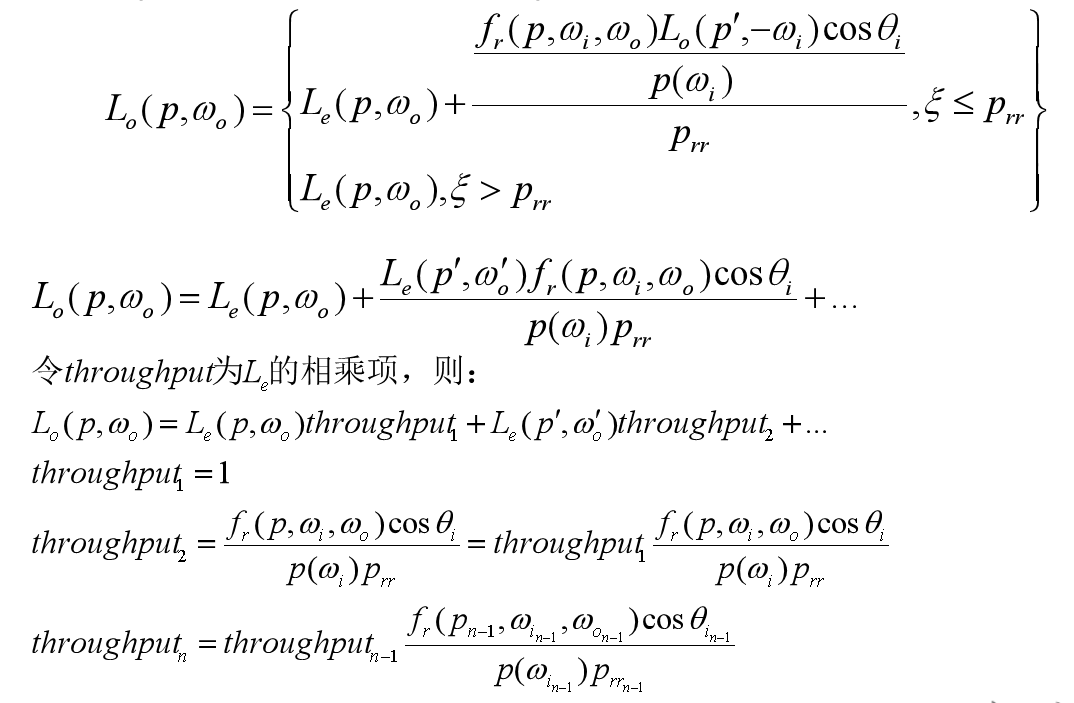 L_o(p,ω_o)={L_e(p,ω_o)+((f_r(p,ω_i,ω_o)L_o(p′,−ω_i)cosθ_i)/(p(ω_i)))/(p_rr),ξ≤p_rr
L_e(p,ω_o),ξ>p_rr}
L_o(p,ω_o)=L_e(p,ω_o)+(L_e(p′,ω′_o)f_r(p,ω_i,ω_o)cosθ_i)/(p(ω_i)p_rr)+...
令throughput为L_e的相乘项，则：
L_o(p,ω_o)=L_e(p,ω_o)throughput_1+L_e(p′,ω′_o)throughput_2+...
throughput_1=1
throughput_2=(f_r(p,ω_i,ω_o)cosθ_i)/(p(ω_i)p_rr)=throughput_1(f_r(p,ω_i,ω_o)cosθ_i)/(p(ω_i)p_rr)
throughput_n=throughput_{n−1}(f_r(p_{n−1},ω_{i_{n−1}},ω_{o_{n−1}})cosθ_{i_{n−1}})/(p(ω_{i_{n−1}})p_{rr_{n−1}})